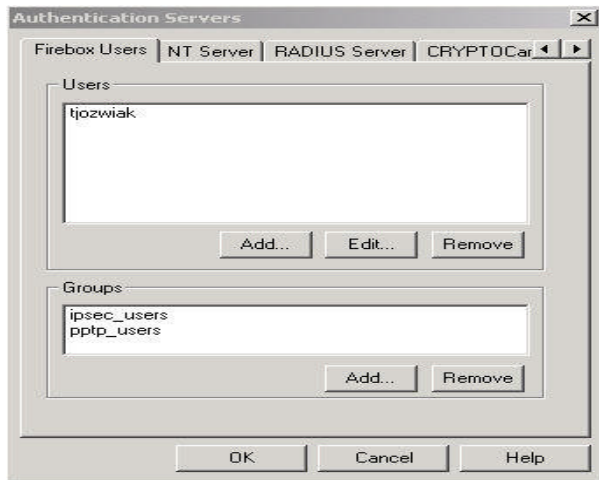 Authentication Servers
Firebox Users NT Server RADIUS Server CRYPTOCar
Users
tjozwiak
Add... Edit... Remove
Groups
ipsec_users
pptp_users
Add... Remove
OK Cancel Help